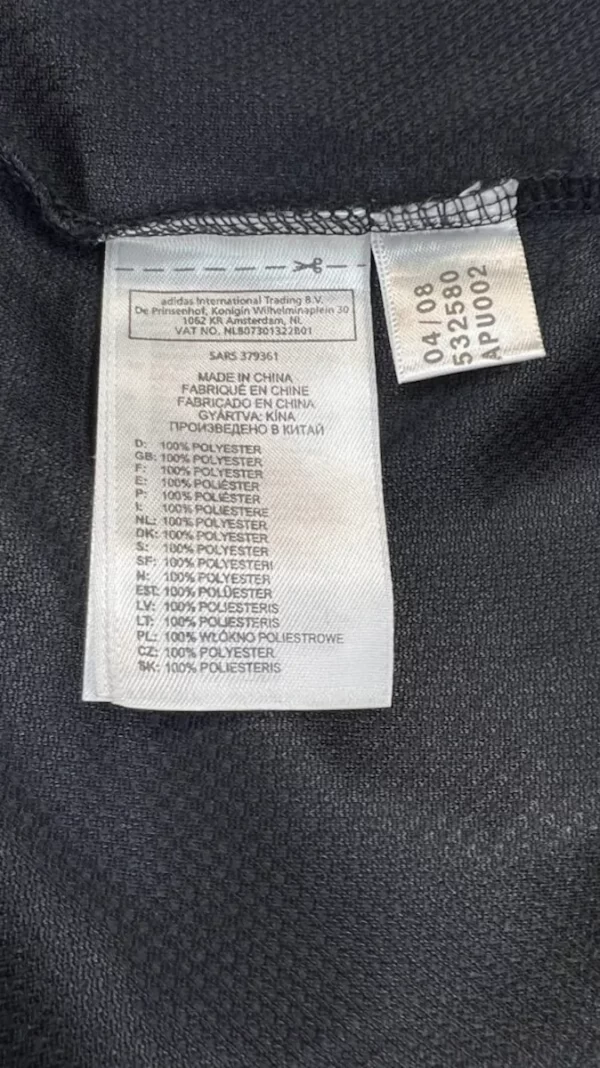 adidas International Trading B.V.
De Prinsenhof, Konigin Wilhelminaplein 30
1062 KR Amsterdam, NL
VAT NO. NL807301322B01
SARS 379361
MADE IN CHINA
FABRIQUÉ EN CHINE
FABRICADO EN CHINA
GYÁRTVA: KÍNA
ПРОИЗВЕДЕНО В КИТАЙ
D: 100% POLYESTER
GB: 100% POLYESTER
F: 100% POLYESTER
E: 100% POLIÉSTER
P: 100% POLIÉSTER
I: 100% POLIESTERE
NL: 100% POLYESTER
DK: 100% POLYESTER
S: 100% POLYESTER
SF: 100% POLYESTERI
N: 100% POLYESTER
EST: 100% POLÜESTER
LV: 100% POLIESTERIS
LT: 100% POLIESTERIS
PL: 100% WŁÓKNO POLIESTROWE
CZ: 100% POLYESTER
SK: 100% POLIESTERIS
04/08
532580
APU002